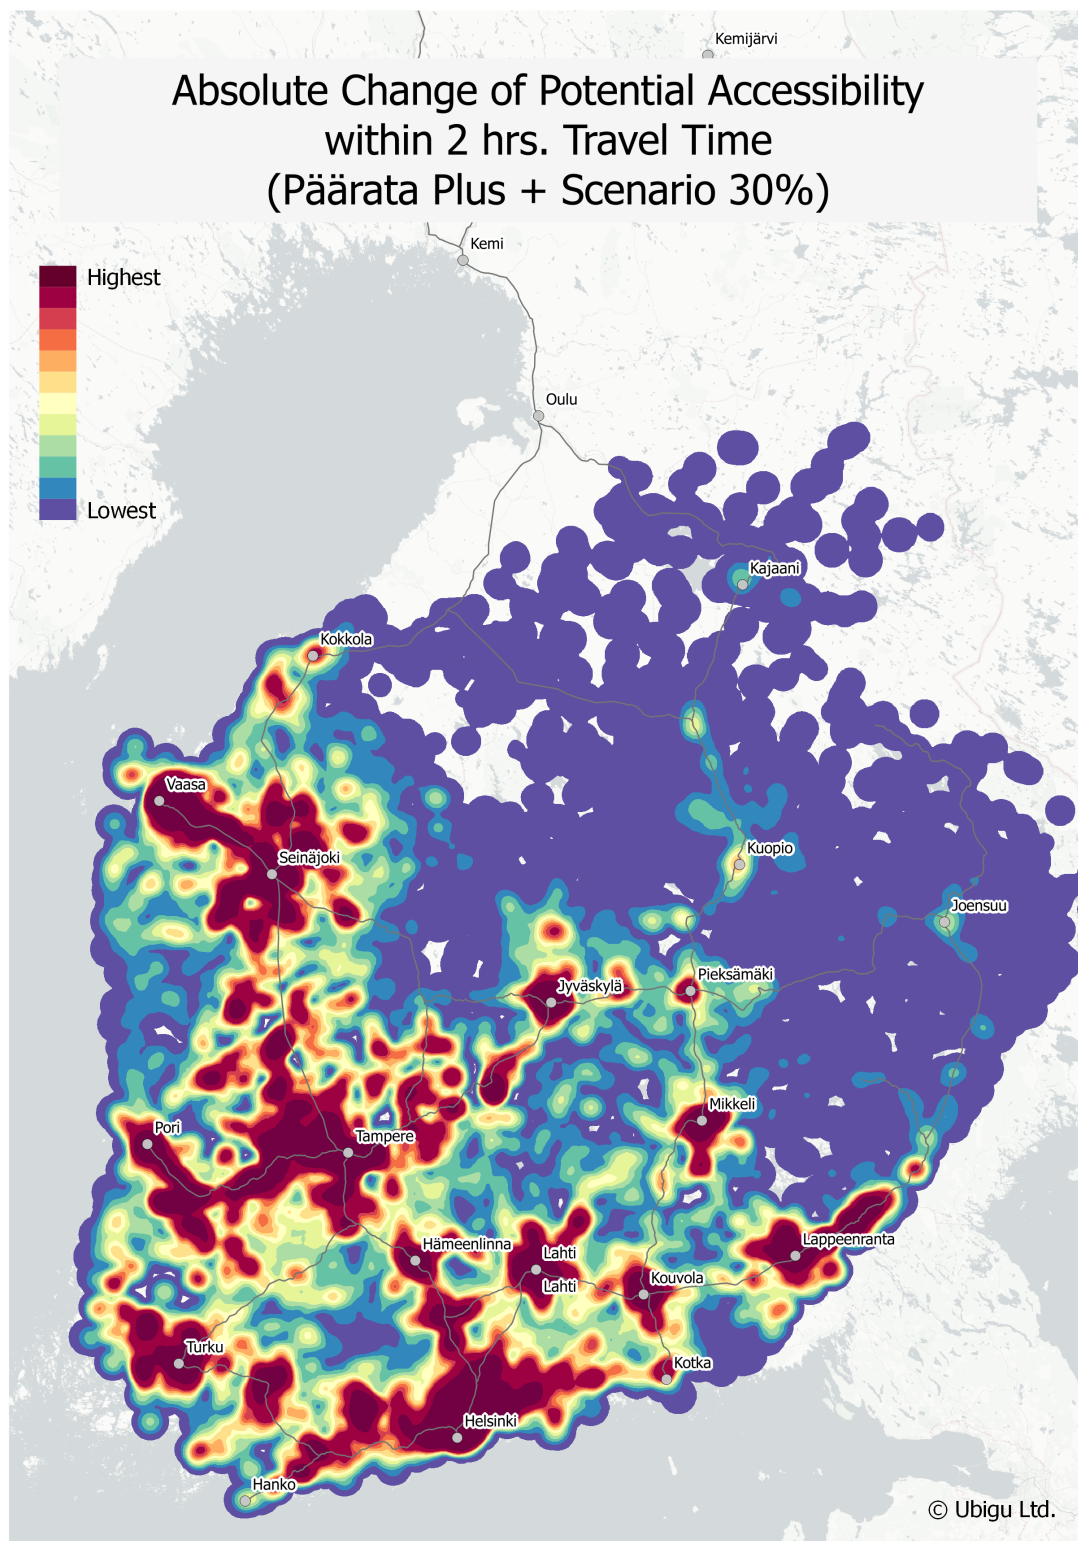 Kemijärvi
Absolute Change of Potential Accessibility
within 2 hrs. Travel Time
(Päärata Plus + Scenario 30%)
Kemi
Highest
Oulu
Lowest
Kajaani
Kokkola
Vaasa
Kuopio
Seinäjoki
Joensuu
Pieksämäki
Jyväskylä
Mikkeli
Pori
Tampere
Lappeenranta
Hämeenlinna
Lahti
Lahti
Kouvola
Turku
Kotka
Helsinki
Hanko
© Ubigu Ltd.